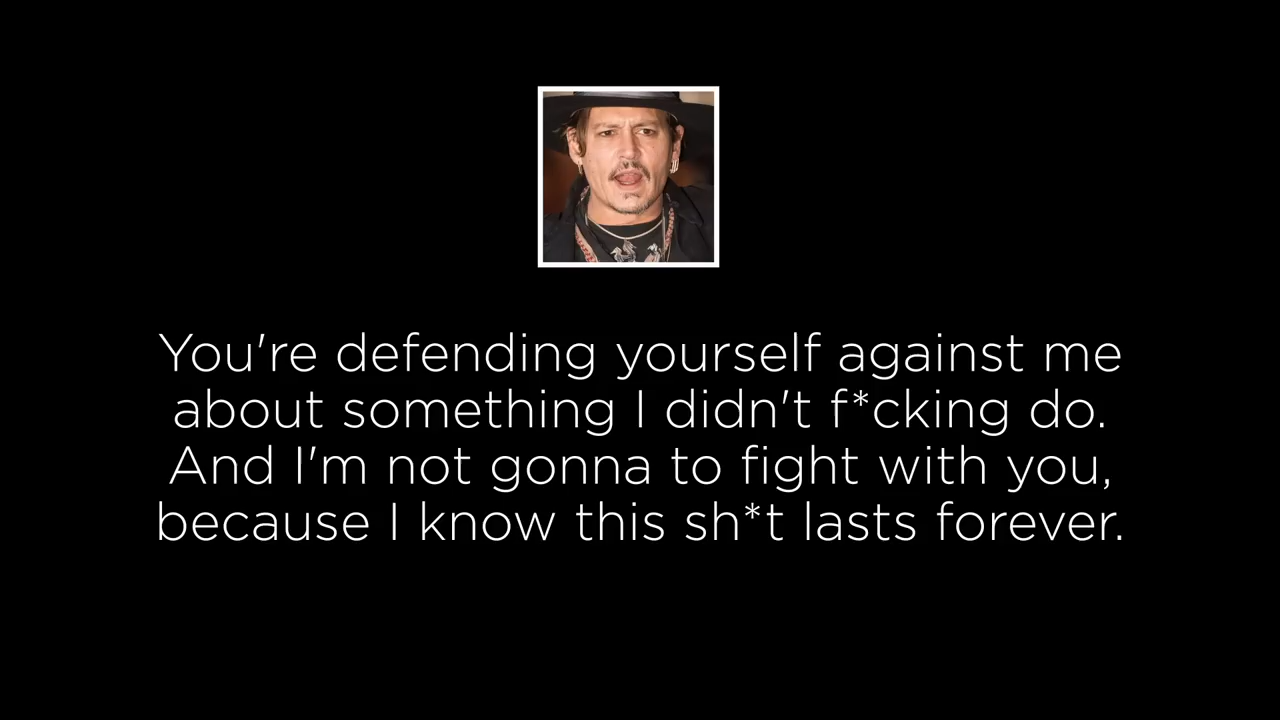 You're defending yourself against me
about something I didn't f*cking do.
And I'm not gonna to fight with you,
because I know this sh*t lasts forever.